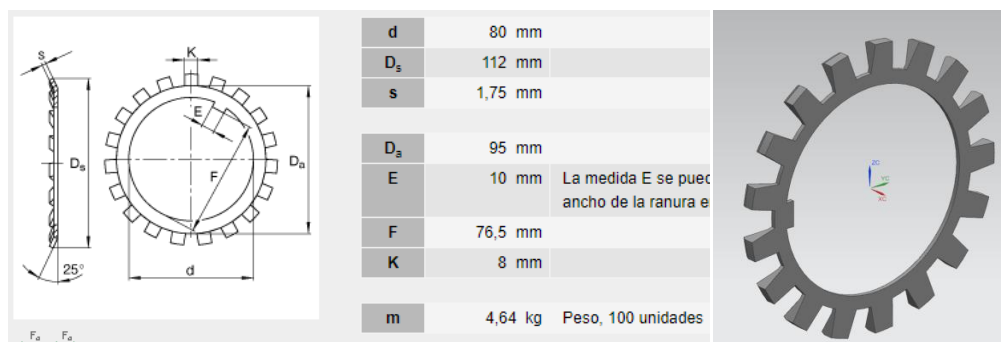 K
s
E
Dₛ
F
Dₐ
25°
d
Fₐ Fₐ
d 80 mm
Dₛ 112 mm
s 1,75 mm
Dₐ 95 mm
E 10 mm La medida E se pued
ancho de la ranura e
F 76,5 mm
K 8 mm
m 4,64 kg Peso, 100 unidades
ZC
YC
XC